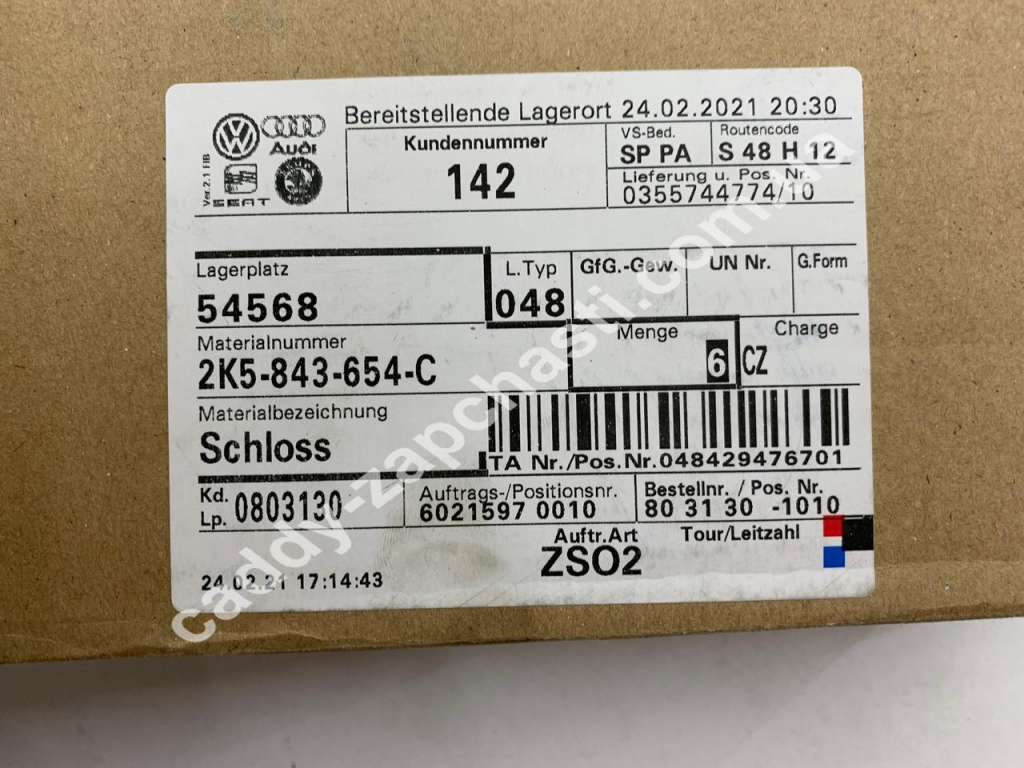 Bereitstellende Lagerort 24.02.2021 20:30
Audi
SEAT
Ver.2.1 HB
Kundennummer
142
VS-Bed.
SP PA
Routencode
S 48 H 12
Lieferung u. Pos. Nr.
0355744774/10
Lagerplatz
54568
L.Typ
048
GfG.-Gew.
UN Nr.
G.Form
Materialnummer
2K5-843-654-C
Menge
6
Charge
CZ
Materialbezeichnung
Schloss
TA Nr./Pos.Nr.048429476701
Kd.
Lp. 0803130
Auftrags-/Positionsnr.
6021597 0010
Bestellnr. / Pos. Nr.
80 31 30 -1010
Auftr.Art
ZSO2
Tour/Leitzahl
24.02.21 17:14:43
caddy-zapchasti.com.ua